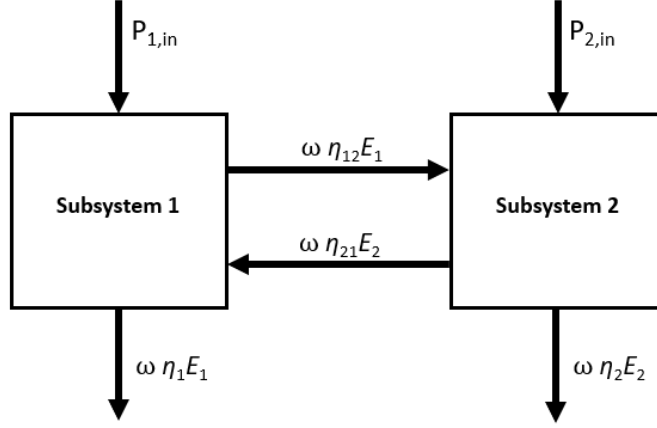 P₁,in
P₂,in
ω η₁₂E₁
Subsystem 1
Subsystem 2
ω η₂₁E₂
ω η₁E₁
ω η₂E₂